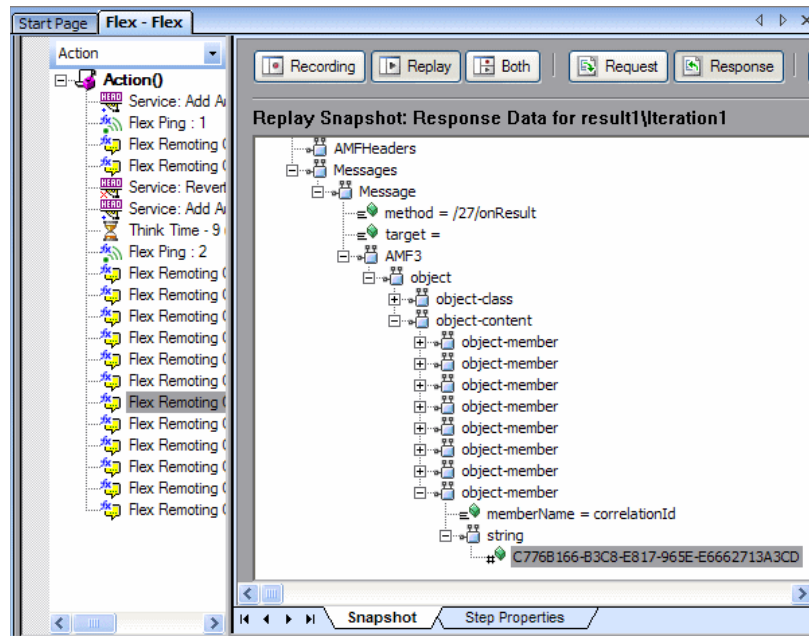 Start Page
Flex - Flex
Action
Action()
Service: Add A
Flex Ping : 1
Flex Remoting
Flex Remoting
Service: Revert
Service: Add A
Think Time - 9
Flex Ping : 2
Flex Remoting
Flex Remoting
Flex Remoting
Flex Remoting
Flex Remoting
Flex Remoting
Flex Remoting
Flex Remoting
Flex Remoting
Flex Remoting
Flex Remoting
Flex Remoting
Recording
Replay
Both
Request
Response
Replay Snapshot: Response Data for result1\Iteration1
AMFHeaders
Messages
Message
method = /27/onResult
target =
AMF3
object
object-class
object-content
object-member
object-member
object-member
object-member
object-member
object-member
object-member
object-member
memberName = correlationId
string
C776B166-B3C8-E817-965E-E6662713A3CD
Snapshot
Step Properties